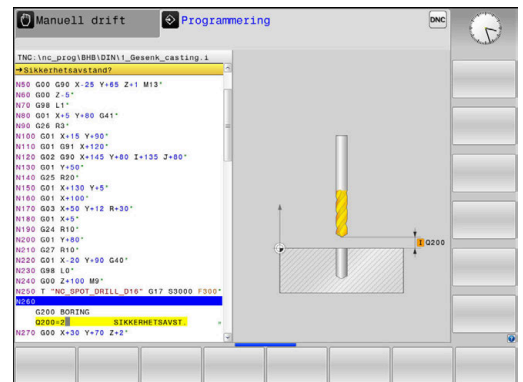 Manuell drift
Programmering
DNC
TNC:\nc_prog\BHB\DIN\1_Gesenk_casting.i
→Sikkerhetsavstand?
N50 G00 G90 X-25 Y+65 Z+1 M13*
N60 G00 Z-5*
N70 G98 L1*
N80 G01 X+5 Y+80 G41*
N90 G26 R3*
N100 G01 X+15 Y+90*
N110 G01 G91 X+120*
N120 G02 G90 X+145 Y+80 I+135 J+80*
N130 G01 Y+50*
N140 G25 R20*
N150 G01 X+130 Y+5*
N160 G01 X+100*
N170 G03 X+50 Y+12 R+30*
N180 G01 X+5*
N190 G24 R10*
N200 G01 Y+80*
N210 G27 R10*
N220 G01 X-20 Y+90 G40*
N230 G98 L0*
N240 G00 Z+100 M9*
N250 T "NC_SPOT_DRILL_D16" G17 S3000 F300*
N260
G200 BORING
Q200=2 SIKKERHETSAVST. »
N270 G00 X+30 Y+70 Z+2*
I Q200